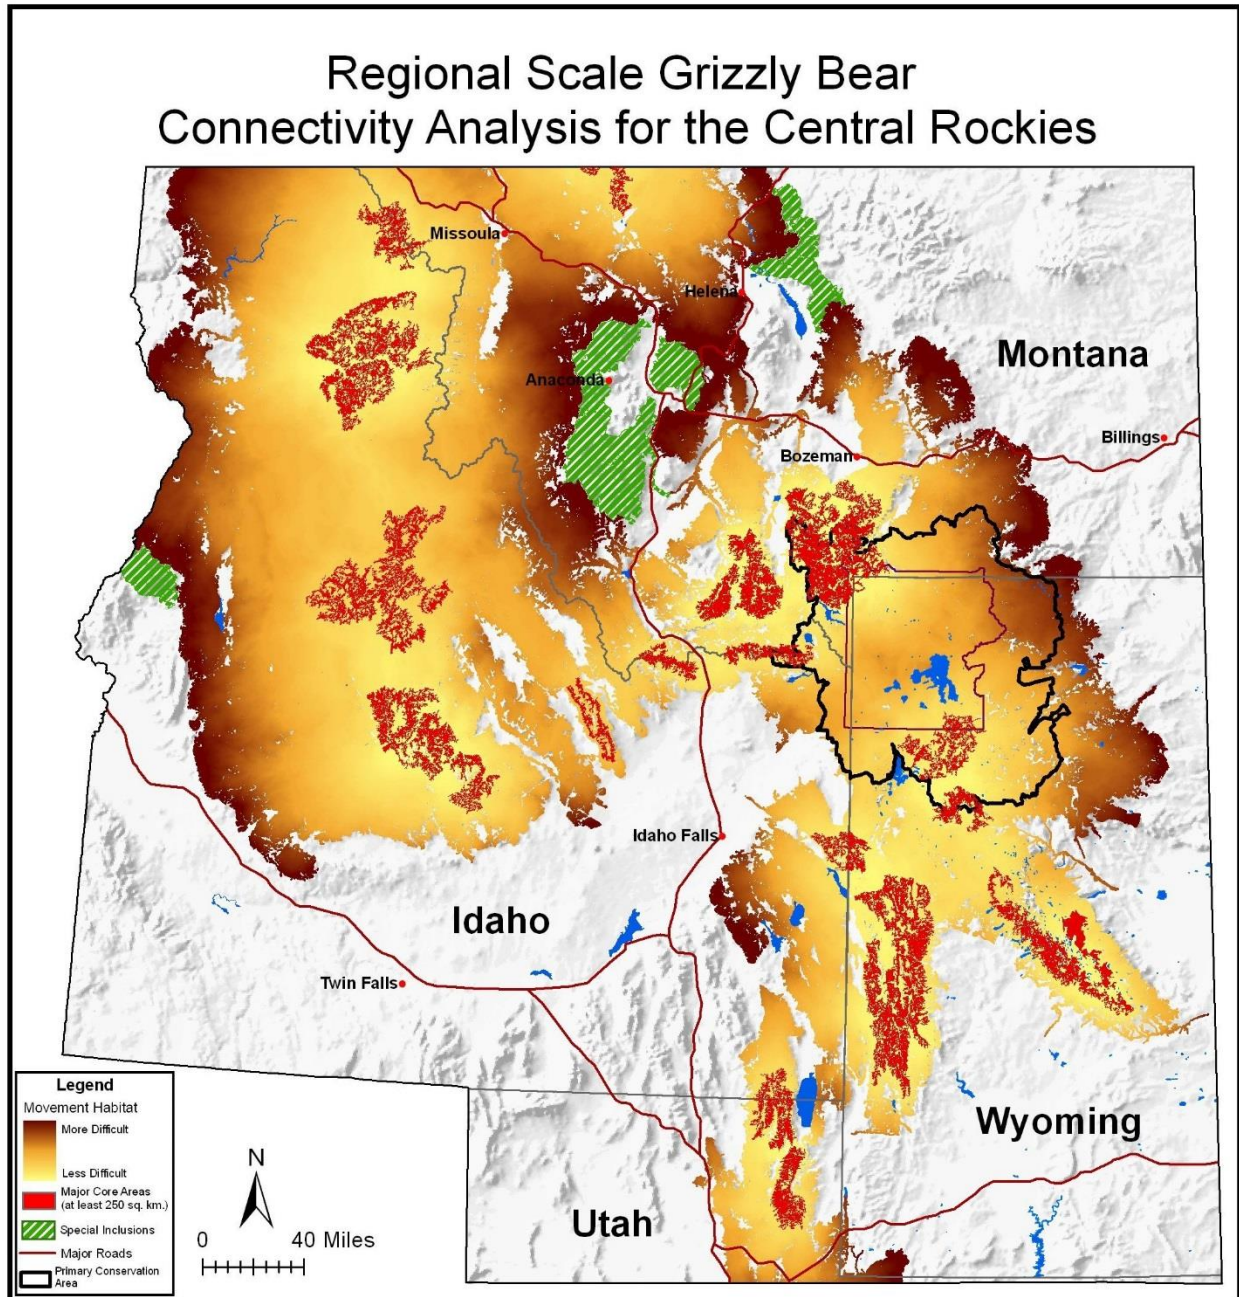 Regional Scale Grizzly Bear
Connectivity Analysis for the Central Rockies
Missoula
Helena
Montana
Anaconda
Billings
Bozeman
Idaho Falls
Idaho
Twin Falls
Wyoming
Utah
Legend
Movement Habitat
More Difficult
Less Difficult
Major Core Areas
(at least 250 sq. km.)
Special Inclusions
Major Roads
Primary Conservation
Area
N
0 40 Miles